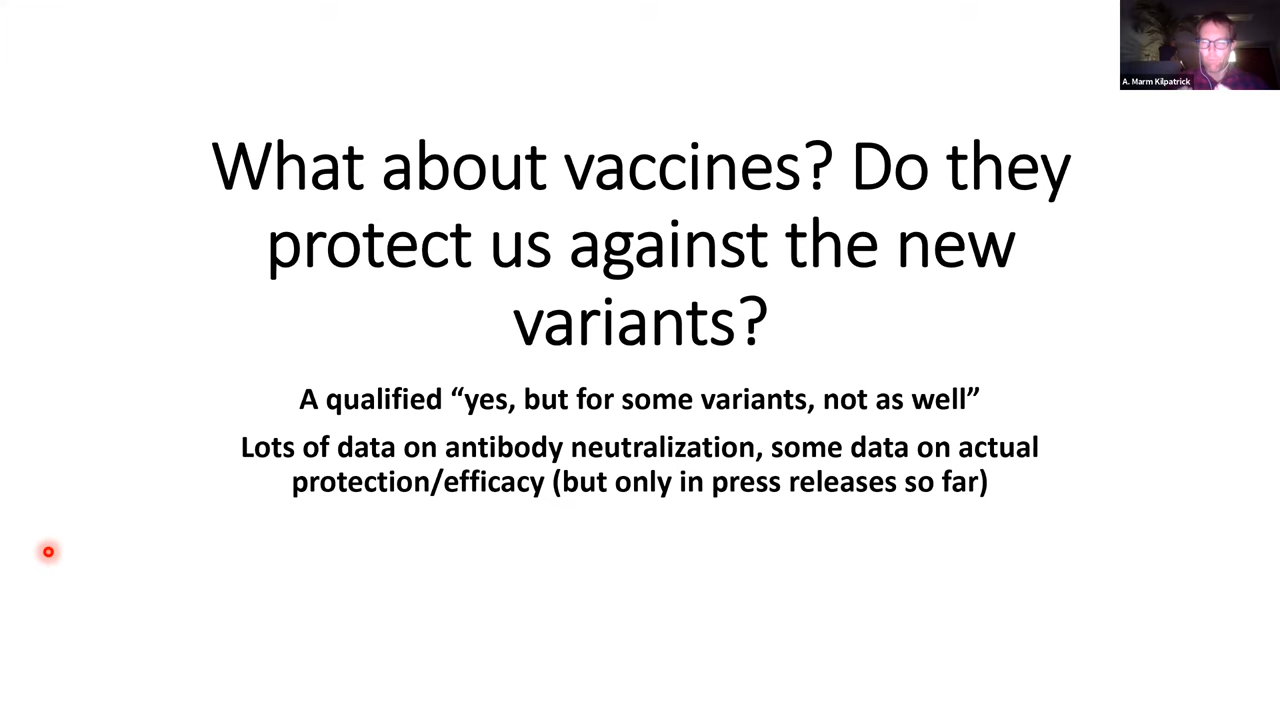 A. Marm Kilpatrick
What about vaccines? Do they
protect us against the new
variants?
A qualified “yes, but for some variants, not as well”
Lots of data on antibody neutralization, some data on actual
protection/efficacy (but only in press releases so far)